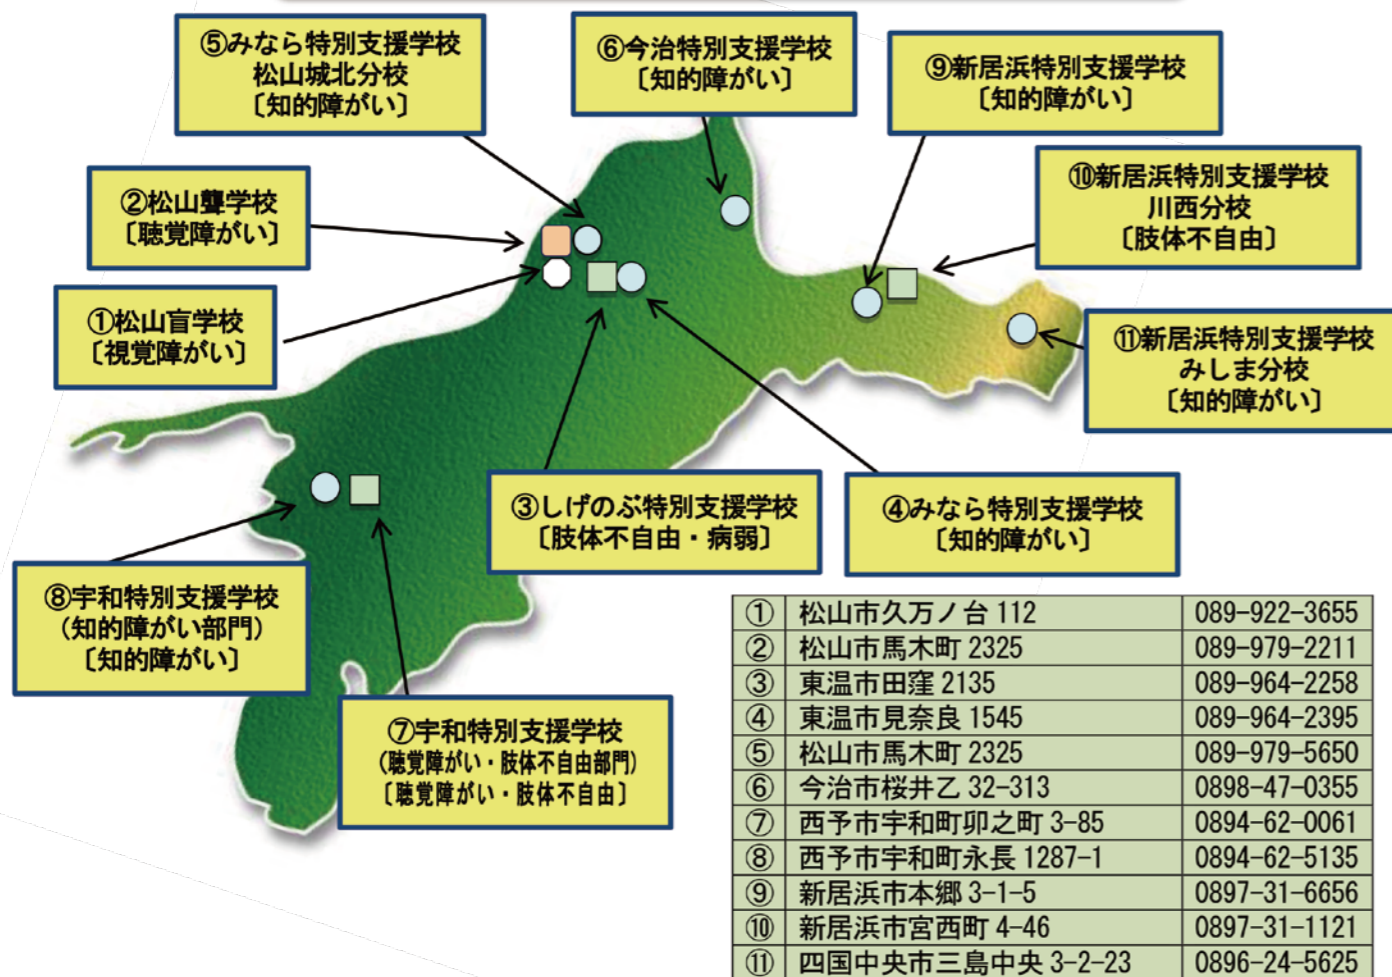 ⑤みなら特別支援学校
松山城北分校
〔知的障がい〕
⑥今治特別支援学校
〔知的障がい〕
⑨新居浜特別支援学校
〔知的障がい〕
②松山聾学校
〔聴覚障がい〕
⑩新居浜特別支援学校
川西分校
〔肢体不自由〕
①松山盲学校
〔視覚障がい〕
⑪新居浜特別支援学校
みしま分校
〔知的障がい〕
③しげのぶ特別支援学校
〔肢体不自由・病弱〕
④みなら特別支援学校
〔知的障がい〕
⑧宇和特別支援学校
(知的障がい部門)
〔知的障がい〕
⑦宇和特別支援学校
(聴覚障がい・肢体不自由部門)
〔聴覚障がい・肢体不自由〕
① 松山市久万ノ台 112 089-922-3655
② 松山市馬木町 2325 089-979-2211
③ 東温市田窪 2135 089-964-2258
④ 東温市見奈良 1545 089-964-2395
⑤ 松山市馬木町 2325 089-979-5650
⑥ 今治市桜井乙 32-313 0898-47-0355
⑦ 西予市宇和町卯之町 3-85 0894-62-0061
⑧ 西予市宇和町永長 1287-1 0894-62-5135
⑨ 新居浜市本郷 3-1-5 0897-31-6656
⑩ 新居浜市宮西町 4-46 0897-31-1121
⑪ 四国中央市三島中央 3-2-23 0896-24-5625